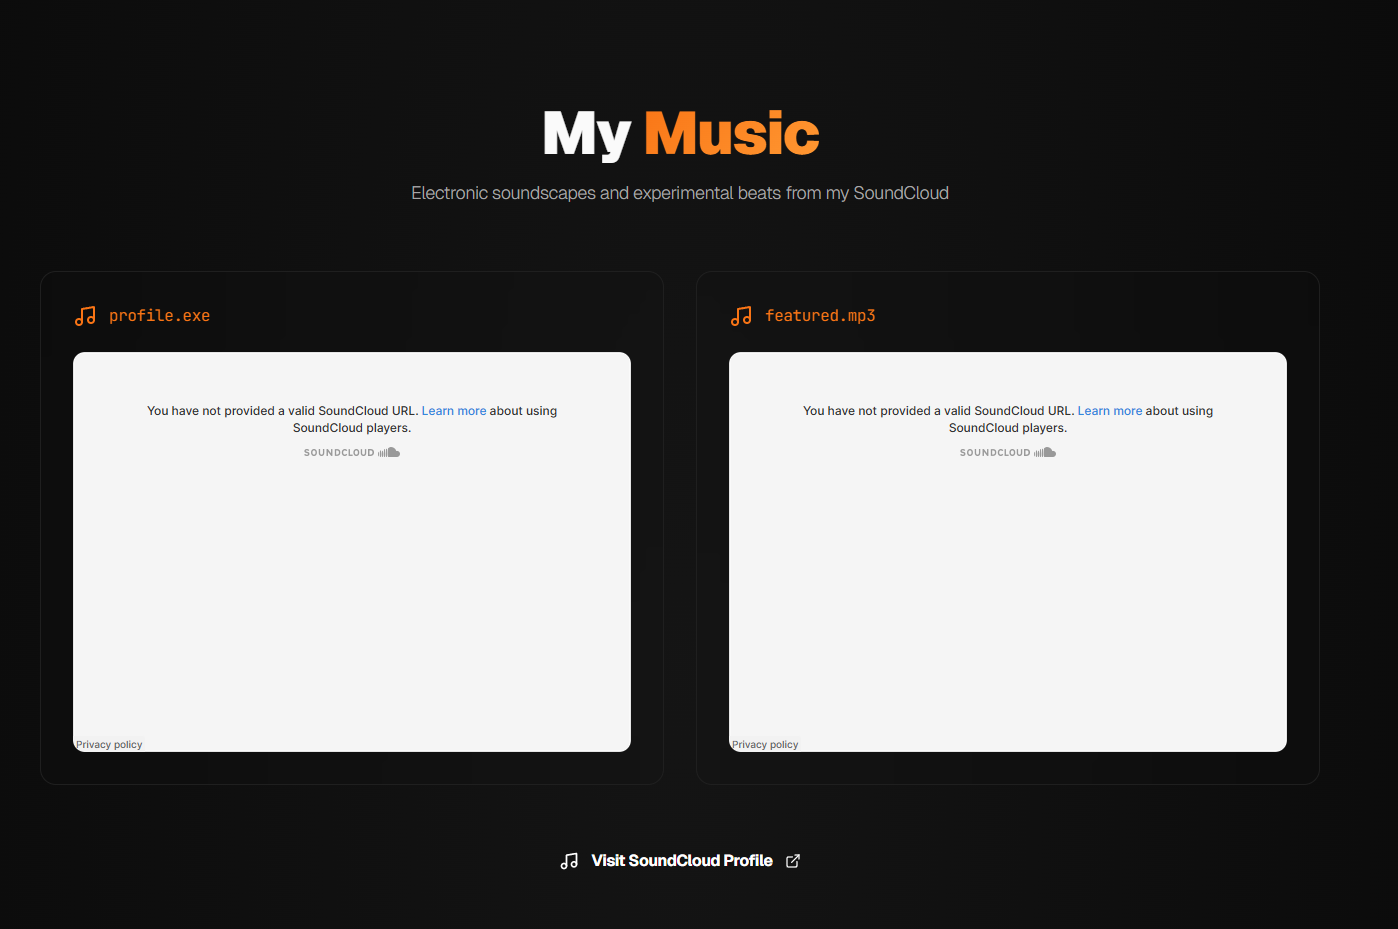 My Music
Electronic soundscapes and experimental beats from my SoundCloud
profile.exe
You have not provided a valid SoundCloud URL. Learn more about using
SoundCloud players.
SOUNDCLOUD
Privacy policy
featured.mp3
You have not provided a valid SoundCloud URL. Learn more about using
SoundCloud players.
SOUNDCLOUD
Privacy policy
Visit SoundCloud Profile